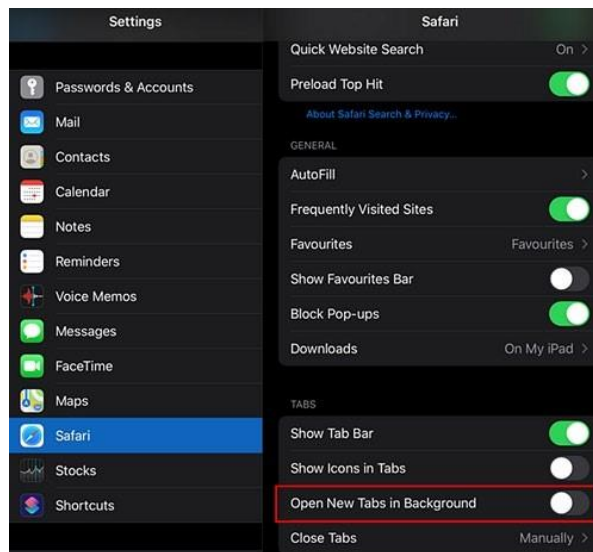 Settings
Passwords & Accounts
Mail
Contacts
Calendar
Notes
Reminders
Voice Memos
Messages
FaceTime
Maps
Safari
Stocks
Shortcuts
Safari
Quick Website Search On
Preload Top Hit
About Safari Search & Privacy...
GENERAL
AutoFill
Frequently Visited Sites
Favourites Favourites
Show Favourites Bar
Block Pop-ups
Downloads On My iPad
TABS
Show Tab Bar
Show Icons in Tabs
Open New Tabs in Background
Close Tabs Manually